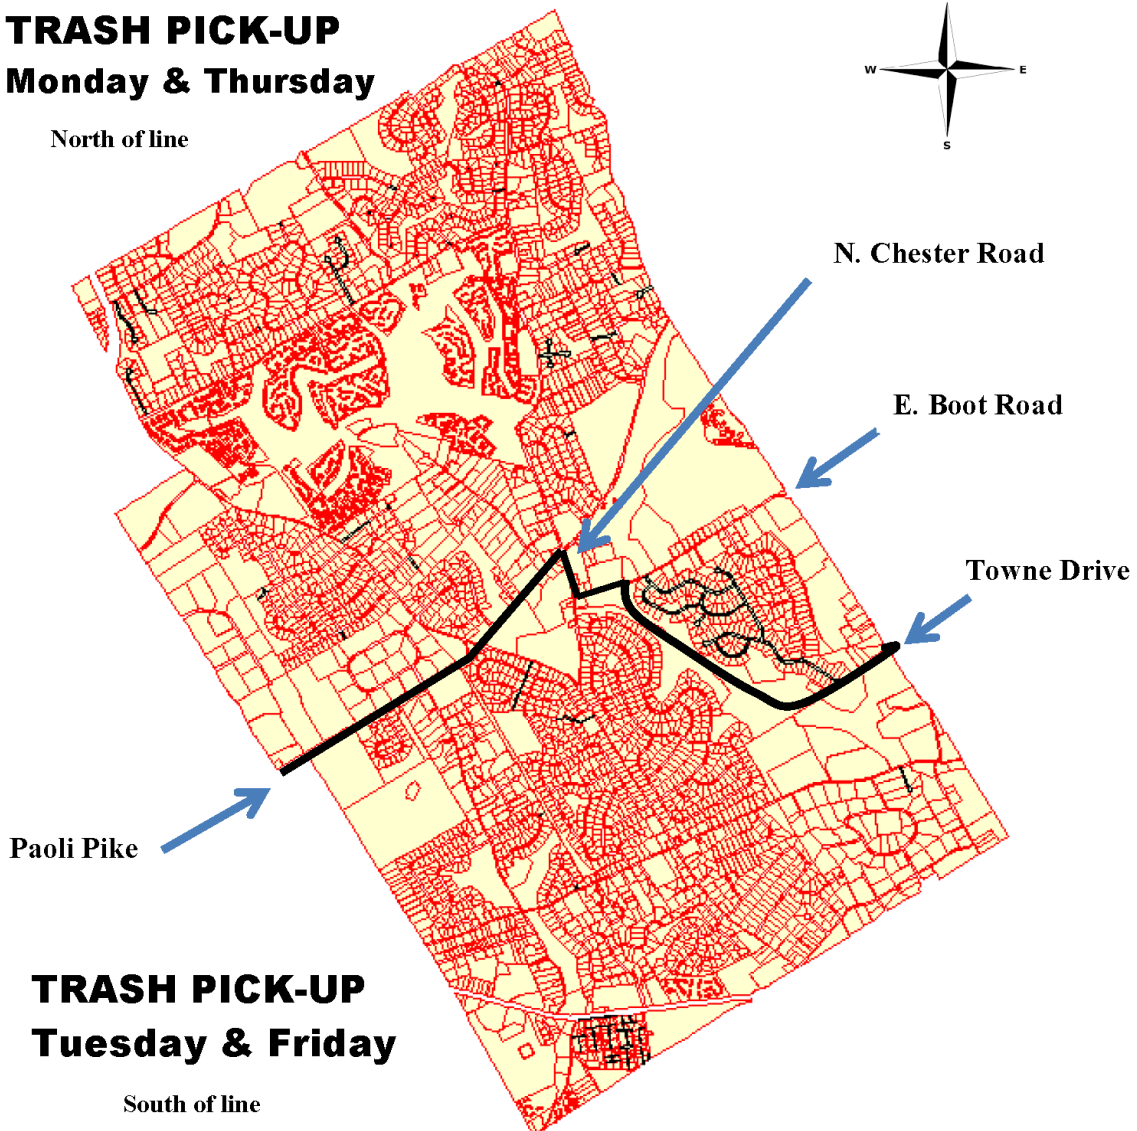 TRASH PICK-UP
Monday & Thursday
North of line
W
E
S
N. Chester Road
E. Boot Road
Towne Drive
Paoli Pike
TRASH PICK-UP
Tuesday & Friday
South of line